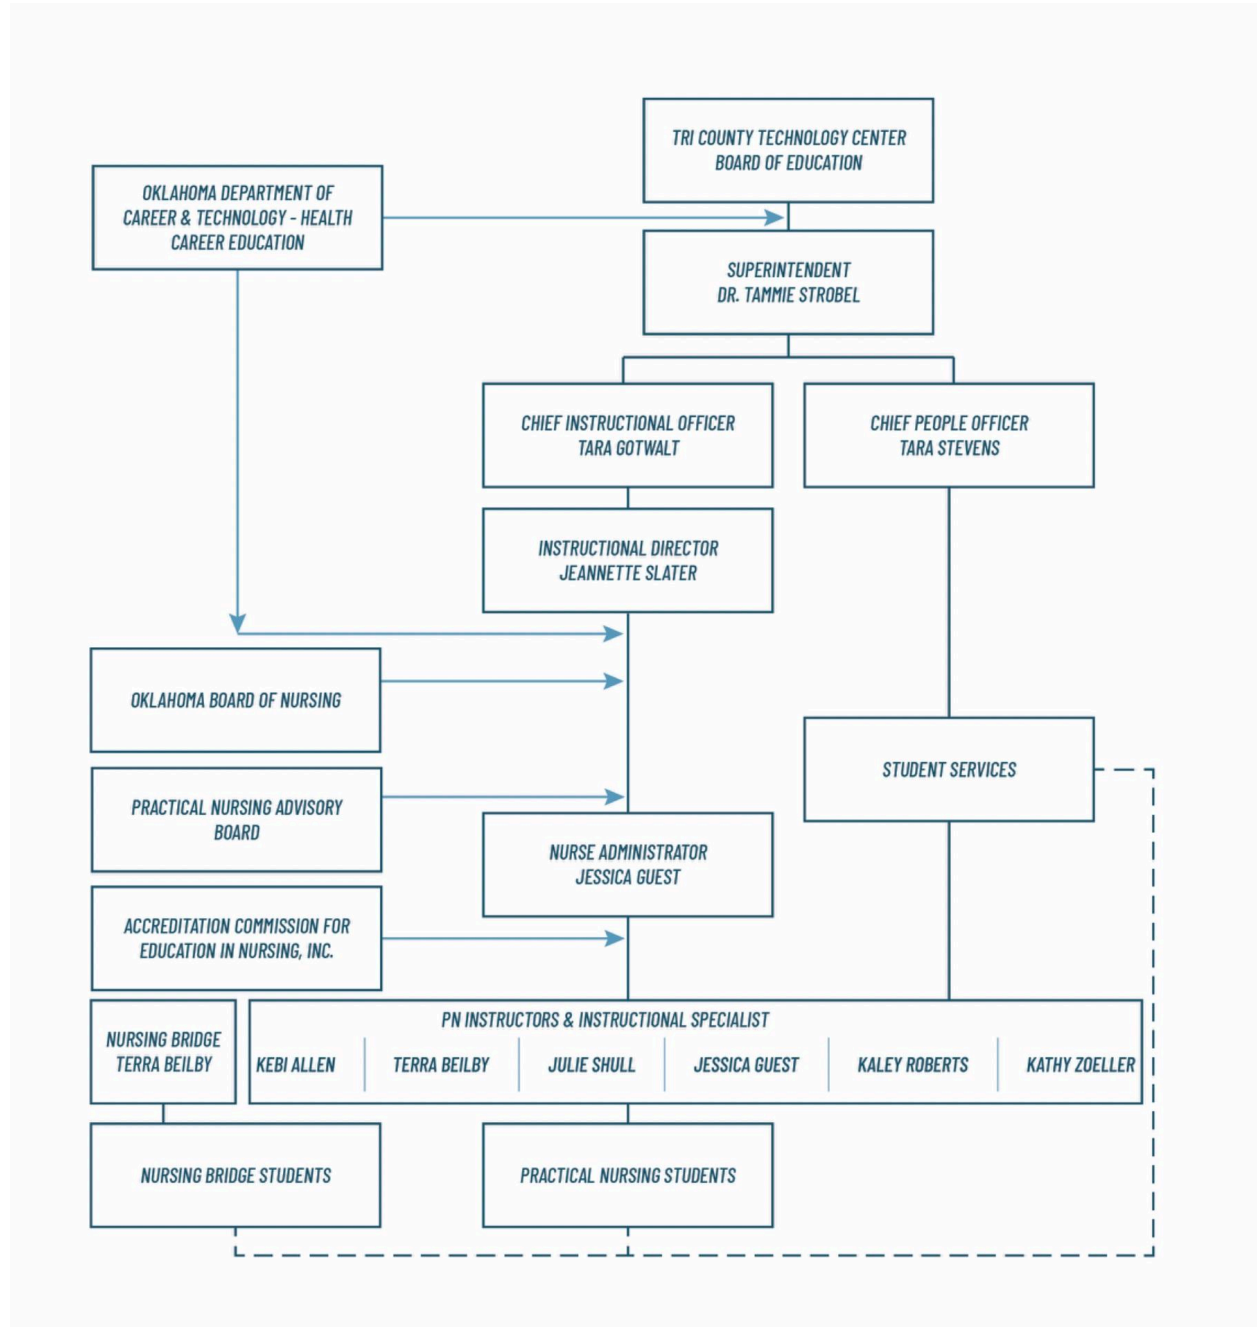 TRI COUNTY TECHNOLOGY CENTER
BOARD OF EDUCATION
OKLAHOMA DEPARTMENT OF
CAREER & TECHNOLOGY - HEALTH
CAREER EDUCATION
SUPERINTENDENT
DR. TAMMIE STROBEL
CHIEF INSTRUCTIONAL OFFICER
TARA GOTWALT
CHIEF PEOPLE OFFICER
TARA STEVENS
INSTRUCTIONAL DIRECTOR
JEANNETTE SLATER
OKLAHOMA BOARD OF NURSING
STUDENT SERVICES
PRACTICAL NURSING ADVISORY
BOARD
NURSE ADMINISTRATOR
JESSICA GUEST
ACCREDITATION COMMISSION FOR
EDUCATION IN NURSING, INC.
NURSING BRIDGE
TERRA BEILBY
PN INSTRUCTORS & INSTRUCTIONAL SPECIALIST
KEBI ALLEN
TERRA BEILBY
JULIE SHULL
JESSICA GUEST
KALEY ROBERTS
KATHY ZOELLER
NURSING BRIDGE STUDENTS
PRACTICAL NURSING STUDENTS